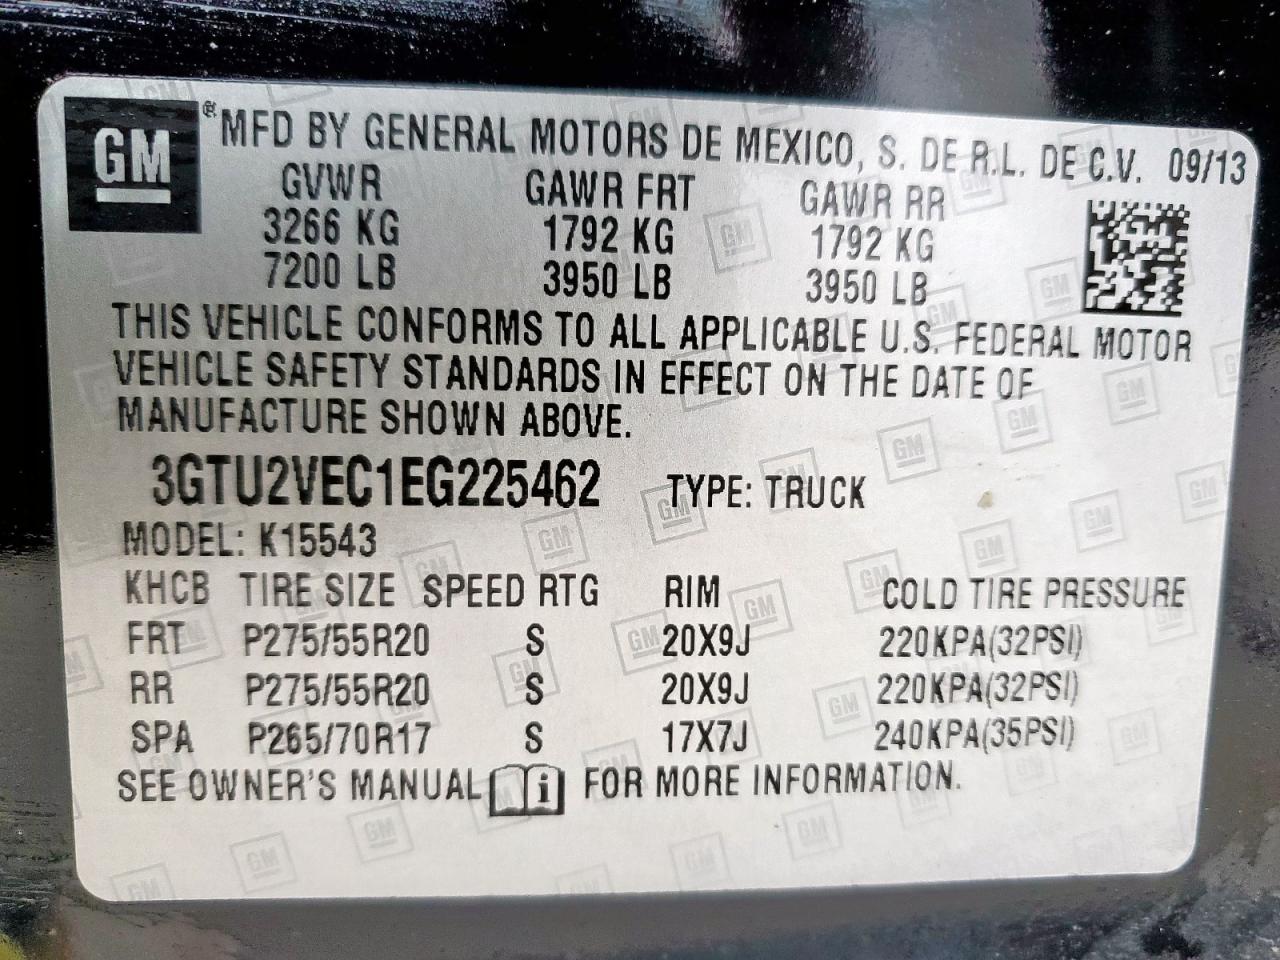 GM® MFD BY GENERAL MOTORS DE MEXICO, S. DE R.L. DE C.V. 09/13
GVWR GAWR FRT GAWR RR
3266 KG 1792 KG 1792 KG
7200 LB 3950 LB 3950 LB
THIS VEHICLE CONFORMS TO ALL APPLICABLE U.S. FEDERAL MOTOR
VEHICLE SAFETY STANDARDS IN EFFECT ON THE DATE OF
MANUFACTURE SHOWN ABOVE.
3GTU2VEC1EG225462 TYPE: TRUCK
MODEL: K15543
KHCB TIRE SIZE SPEED RTG RIM COLD TIRE PRESSURE
FRT P275/55R20 S 20X9J 220KPA(32PSI)
RR P275/55R20 S 20X9J 220KPA(32PSI)
SPA P265/70R17 S 17X7J 240KPA(35PSI)
SEE OWNER'S MANUAL i FOR MORE INFORMATION.